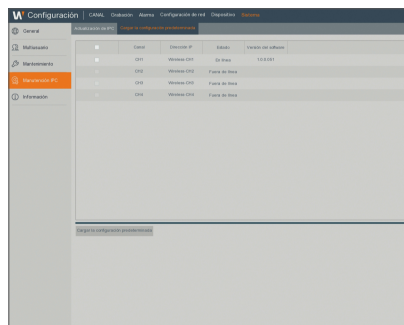 W Configuración CANAL Grabación Alarma Configuración de red Dispositivo Sistema
General
Actualización de IPC Cargar la configuración predeterminada
Multiusuario
Canal Dirección IP Estado Versión del software
CH1 Wireless-CH1 En línea
CH2 Wireless-CH2 Fuera de línea
Mantenimiento
CH3 Wireless-CH3 Fuera de línea
Manutención IPC
CH4 Wireless-CH4 Fuera de línea
Información
Cargar la configuración predeterminada